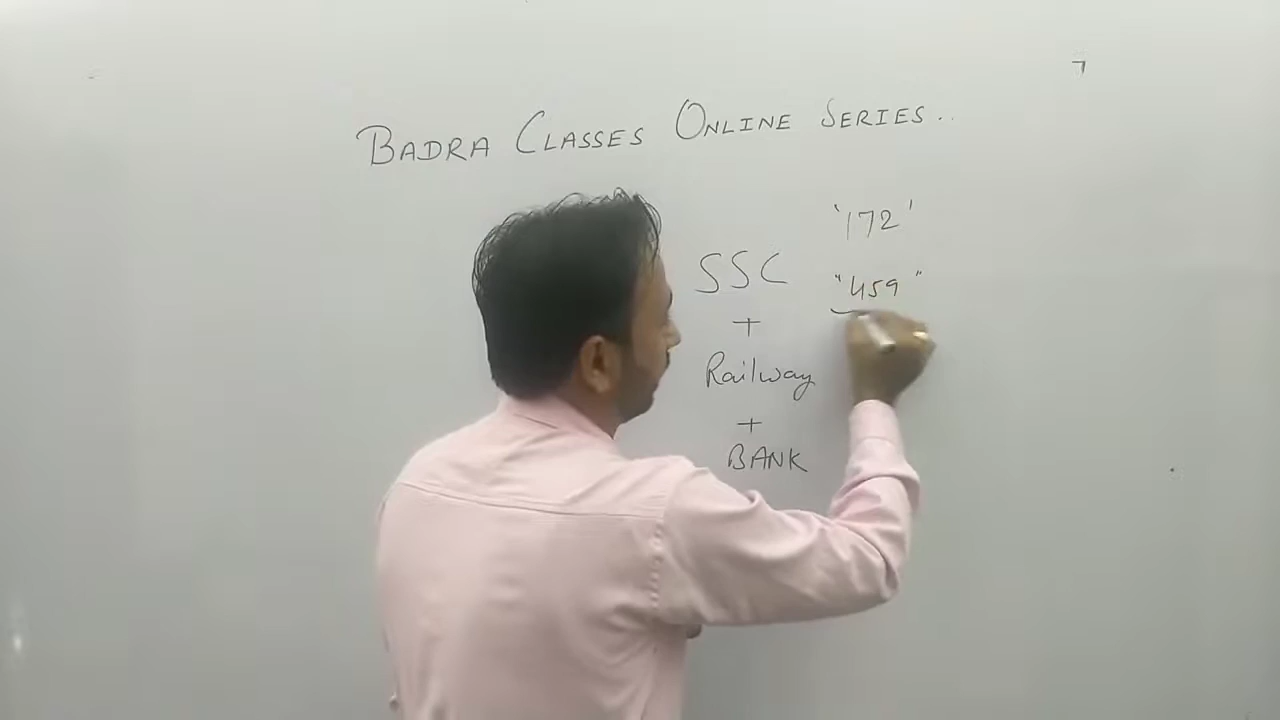 BADRA CLASSES ONLINE SERIES..
'172'
SSC "459"
+
Railway
+
BANK